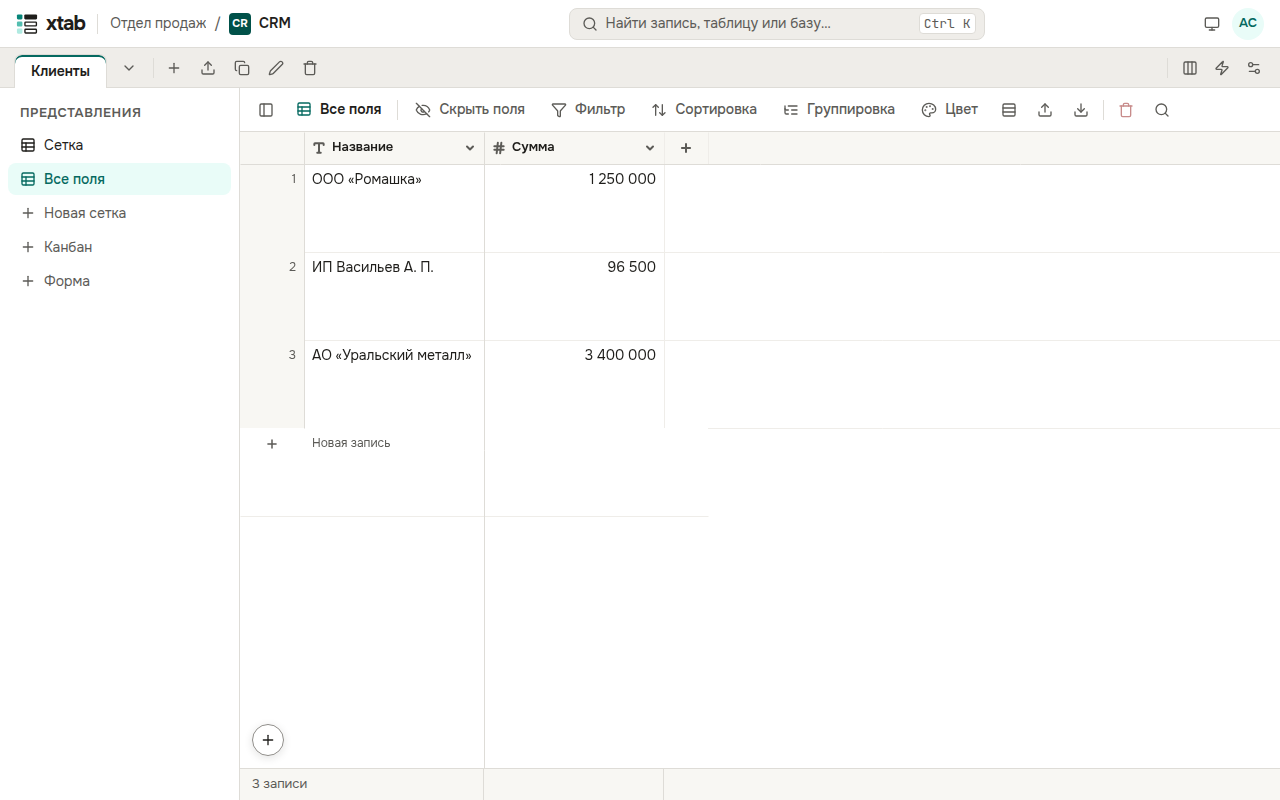 xtab
Отдел продаж / CR CRM
Найти запись, таблицу или базу... Ctrl K
AC
Клиенты
ПРЕДСТАВЛЕНИЯ
Сетка
Все поля
Новая сетка
Канбан
Форма
Все поля Скрыть поля Фильтр Сортировка Группировка Цвет
Название Сумма
1 ООО «Ромашка» 1 250 000
2 ИП Васильев А. П. 96 500
3 АО «Уральский металл» 3 400 000
Новая запись
3 записи